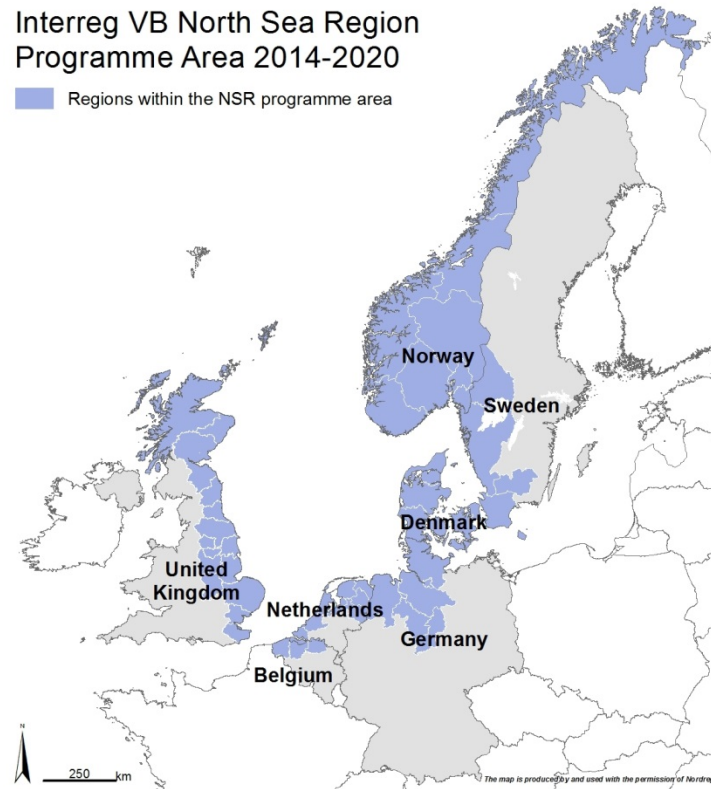 Interreg VB North Sea Region
Programme Area 2014-2020
Regions within the NSR programme area
Norway
Sweden
Denmark
United
Kingdom
Netherlands
Germany
Belgium
N
250 km
The map is produced by and used with the permission of Nordreg